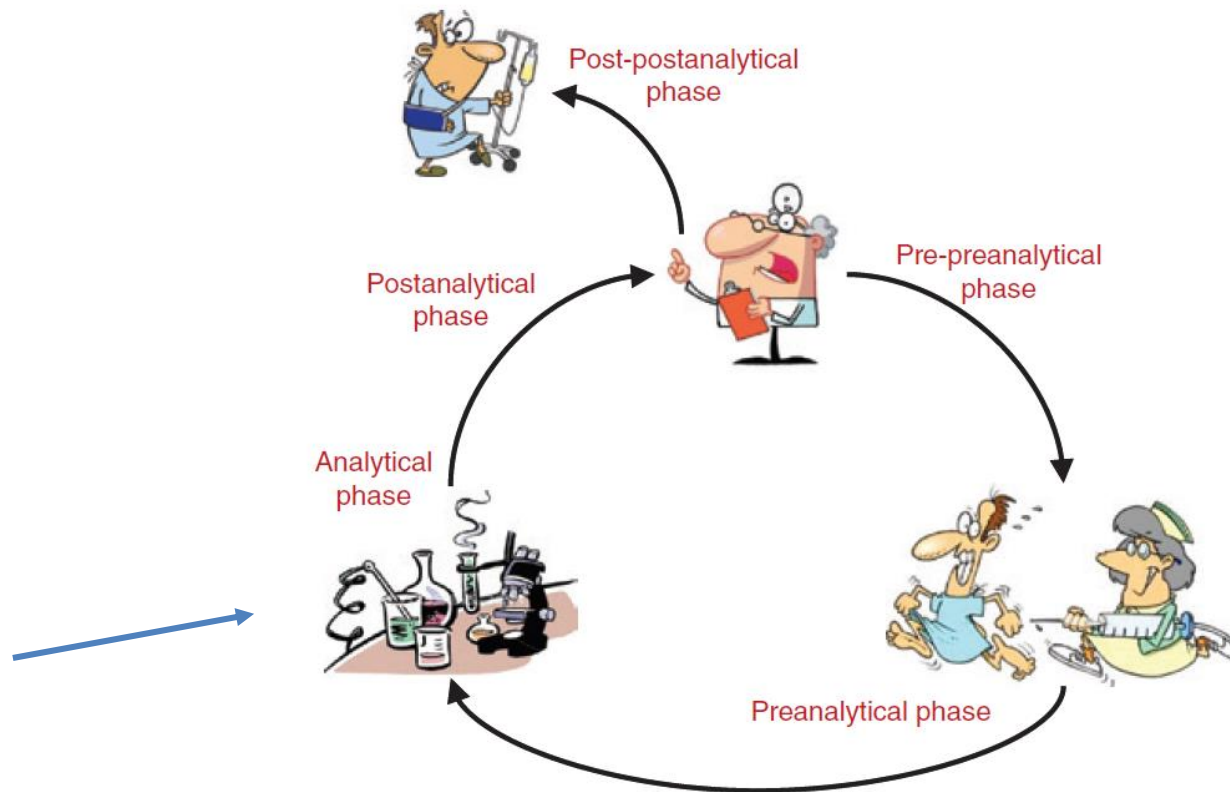 Post-postanalytical
phase
Pre-preanalytical
phase
Postanalytical
phase
Analytical
phase
Preanalytical phase